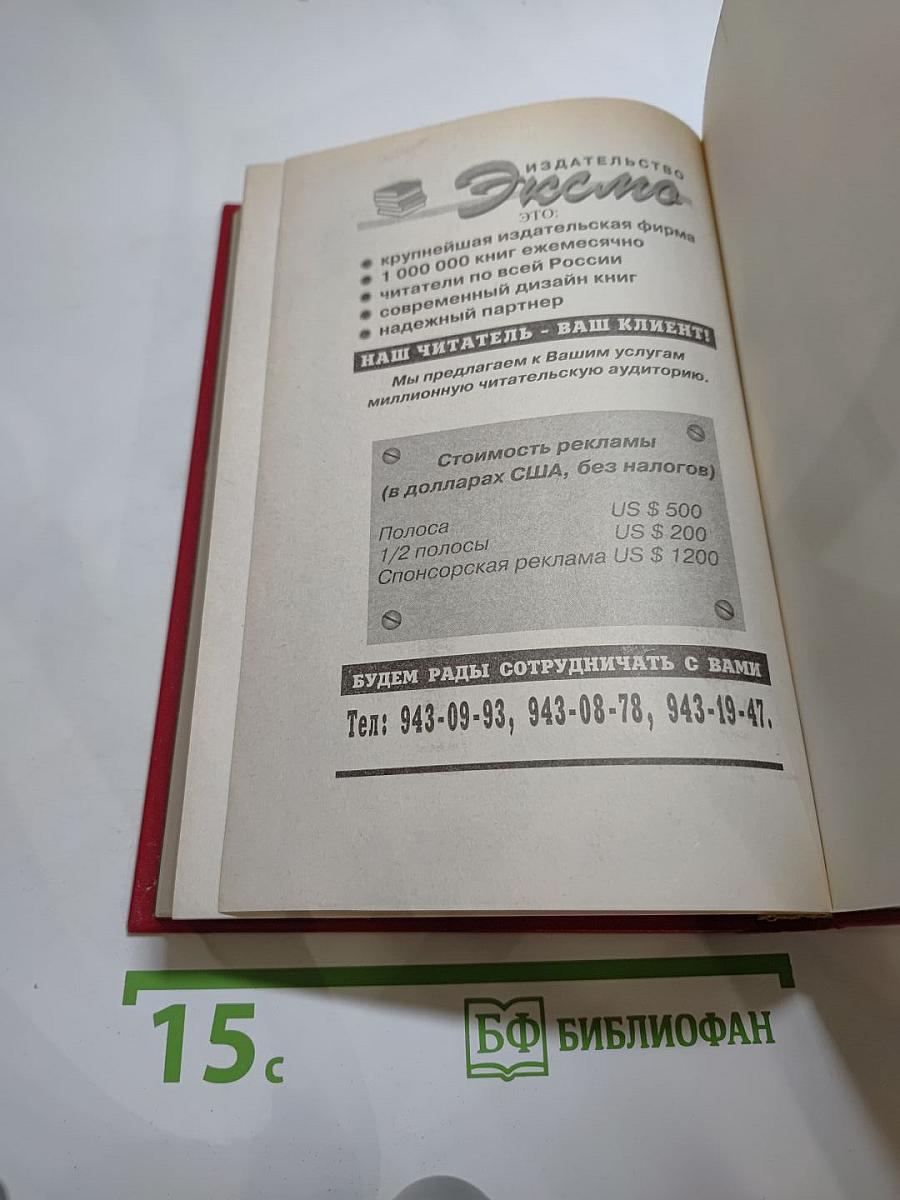 ИЗДАТЕЛЬСТВО
Эксмо
ЭТО:
крупнейшая издательская фирма
1 000 000 книг ежемесячно
читатели по всей России
современный дизайн книг
надежный партнер
НАШ ЧИТАТЕЛЬ - ВАШ КЛИЕНТ!
Мы предлагаем к Вашим услугам
миллионную читательскую аудиторию.
Стоимость рекламы
(в долларах США, без налогов)
Полоса US $ 500
1/2 полосы US $ 200
Спонсорская реклама US $ 1200
БУДЕМ РАДЫ СОТРУДНИЧАТЬ С ВАМИ
Тел: 943-09-93, 943-08-78, 943-19-47.
15 с
БФ БИБЛИОФАН